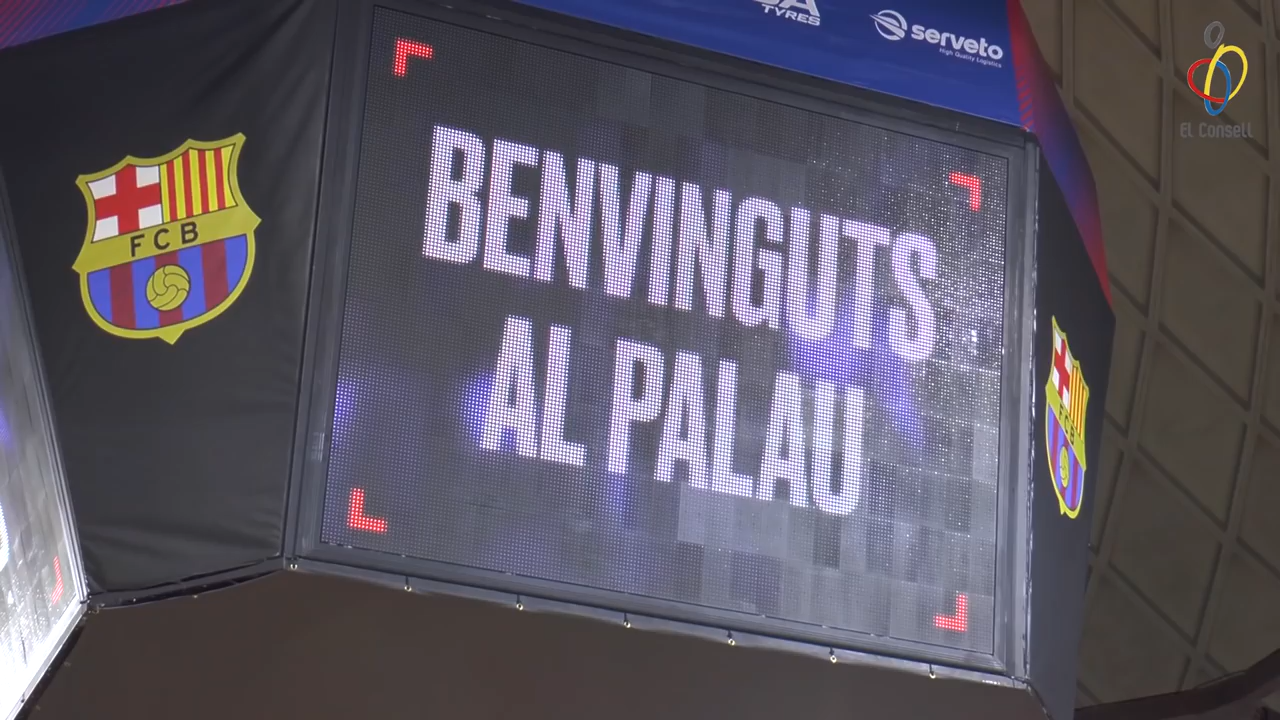 TYRES
serveto
High Quality Logistics
El Consell
FCB
BENVINGUTS
AL PALAU
FCB